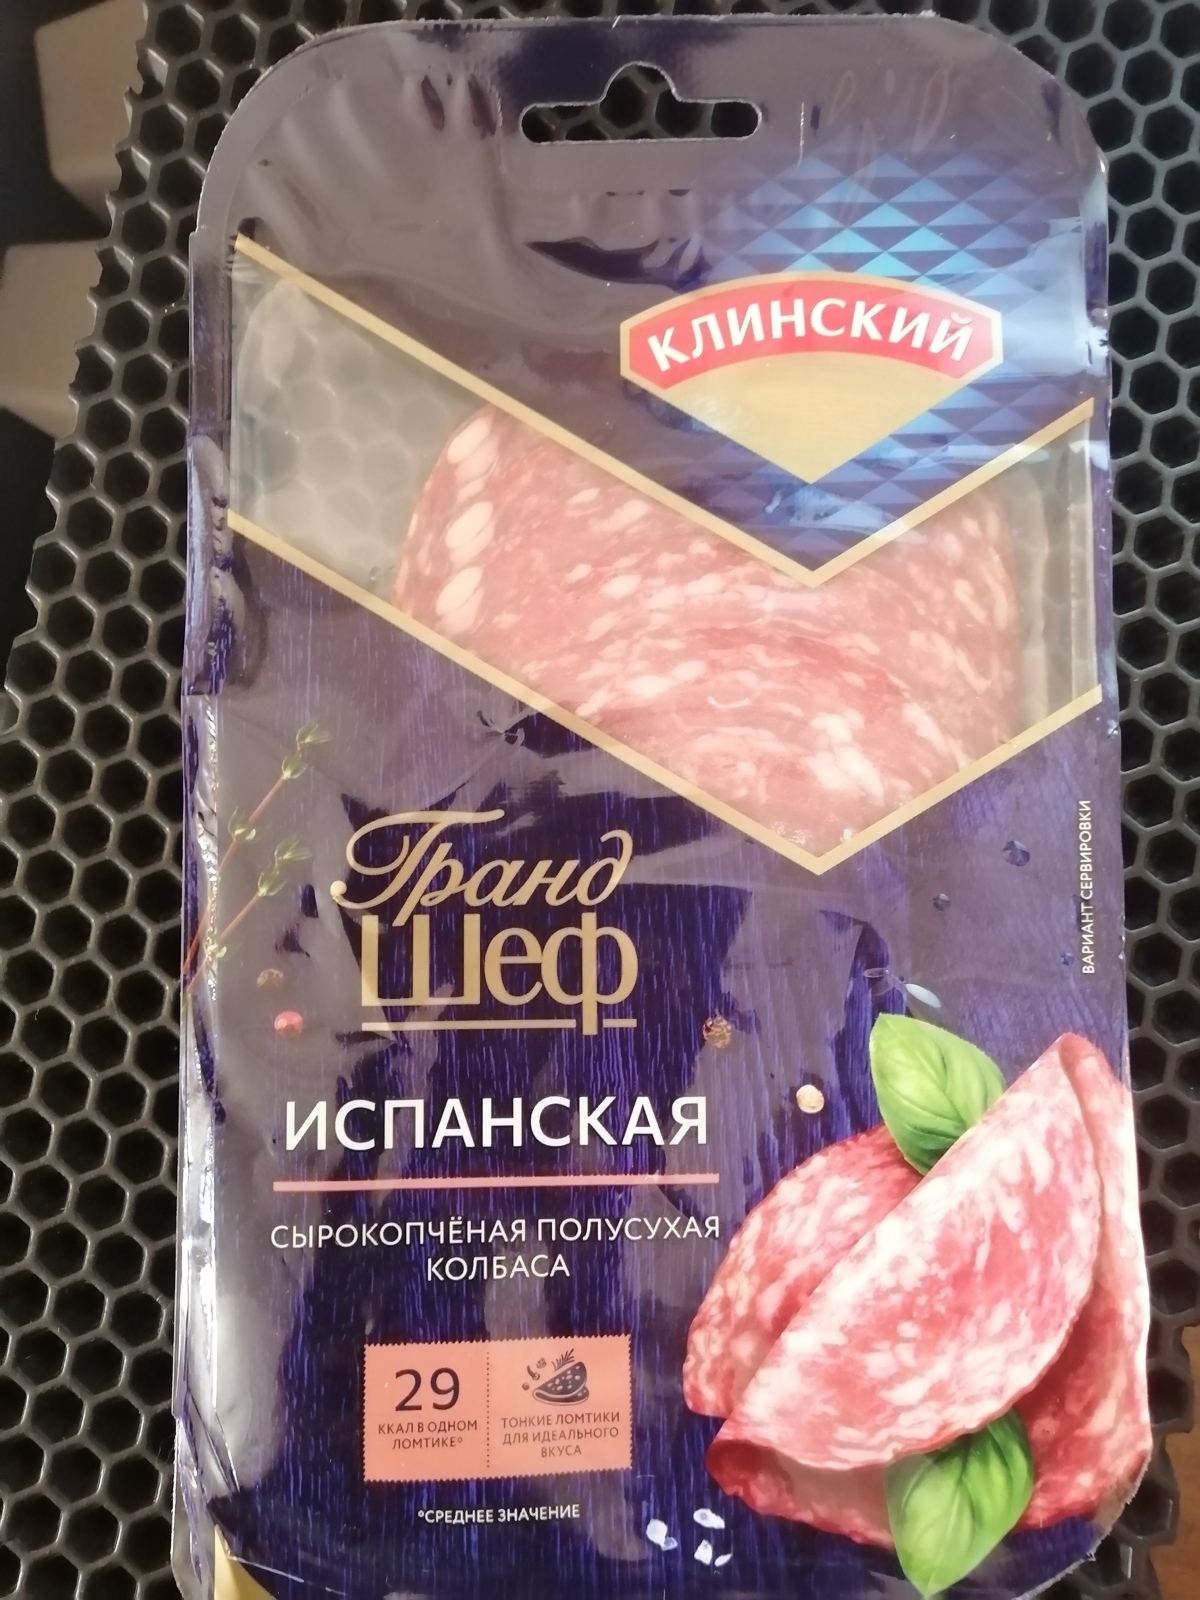 КЛИНСКИЙ
Гранд
Шеф
ВАРИАНТ СЕРВИРОВКИ
ИСПАНСКАЯ
СЫРОКОПЧЁНАЯ ПОЛУСУХАЯ
КОЛБАСА
29
ККАЛ В ОДНОМ
ЛОМТИКЕ°
ТОНКИЕ ЛОМТИКИ
ДЛЯ ИДЕАЛЬНОГО
ВКУСА
°СРЕДНЕЕ ЗНАЧЕНИЕ